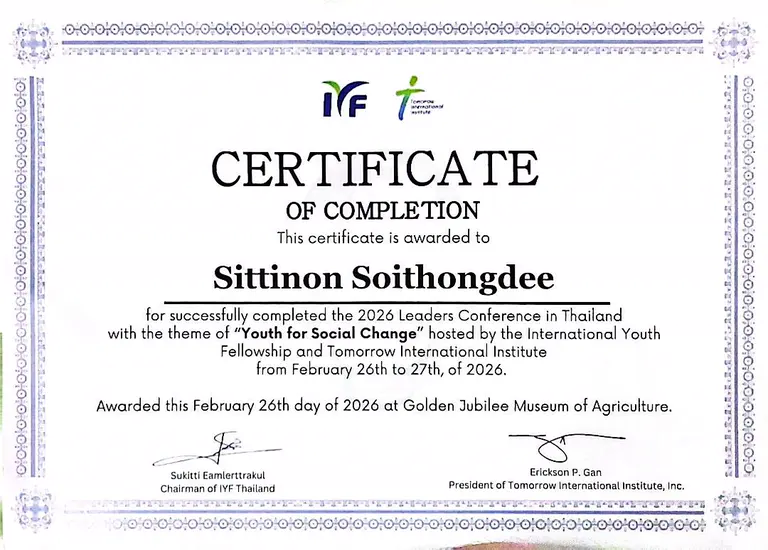 IYF
Tomorrow
International
Institute
CERTIFICATE
OF COMPLETION
This certificate is awarded to
Sittinon Soithongdee
for successfully completed the 2026 Leaders Conference in Thailand
with the theme of “Youth for Social Change” hosted by the International Youth
Fellowship and Tomorrow International Institute
from February 26th to 27th, of 2026.
Awarded this February 26th day of 2026 at Golden Jubilee Museum of Agriculture.
Sukitti Eamlerttrakul
Chairman of IYF Thailand
Erickson P. Gan
President of Tomorrow International Institute, Inc.